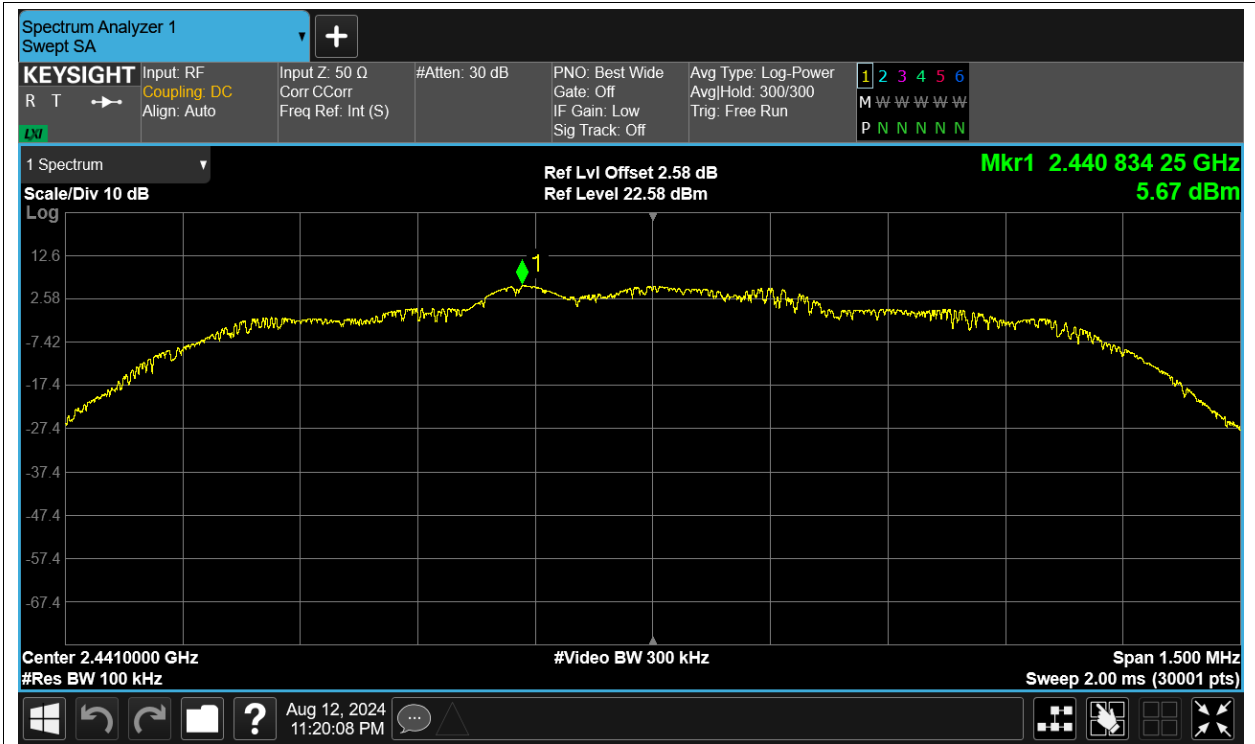 Spectrum Analyzer 1
Swept SA
KEYSIGHT
R T
LXI
Input: RF
Coupling: DC
Align: Auto
Input Z: 50 Ω
Corr CCorr
Freq Ref: Int (S)
#Atten: 30 dB
PNO: Best Wide
Gate: Off
IF Gain: Low
Sig Track: Off
Avg Type: Log-Power
Avg|Hold: 300/300
Trig: Free Run
1 2 3 4 5 6
M W W W W W
P N N N N N
1 Spectrum
Scale/Div 10 dB
Log
Ref Lvl Offset 2.58 dB
Ref Level 22.58 dBm
Mkr1 2.440 834 25 GHz
5.67 dBm
1
12.6
2.58
-7.42
-17.4
-27.4
-37.4
-47.4
-57.4
-67.4
Center 2.4410000 GHz
#Res BW 100 kHz
#Video BW 300 kHz
Span 1.500 MHz
Sweep 2.00 ms (30001 pts)
?
Aug 12, 2024
11:20:08 PM